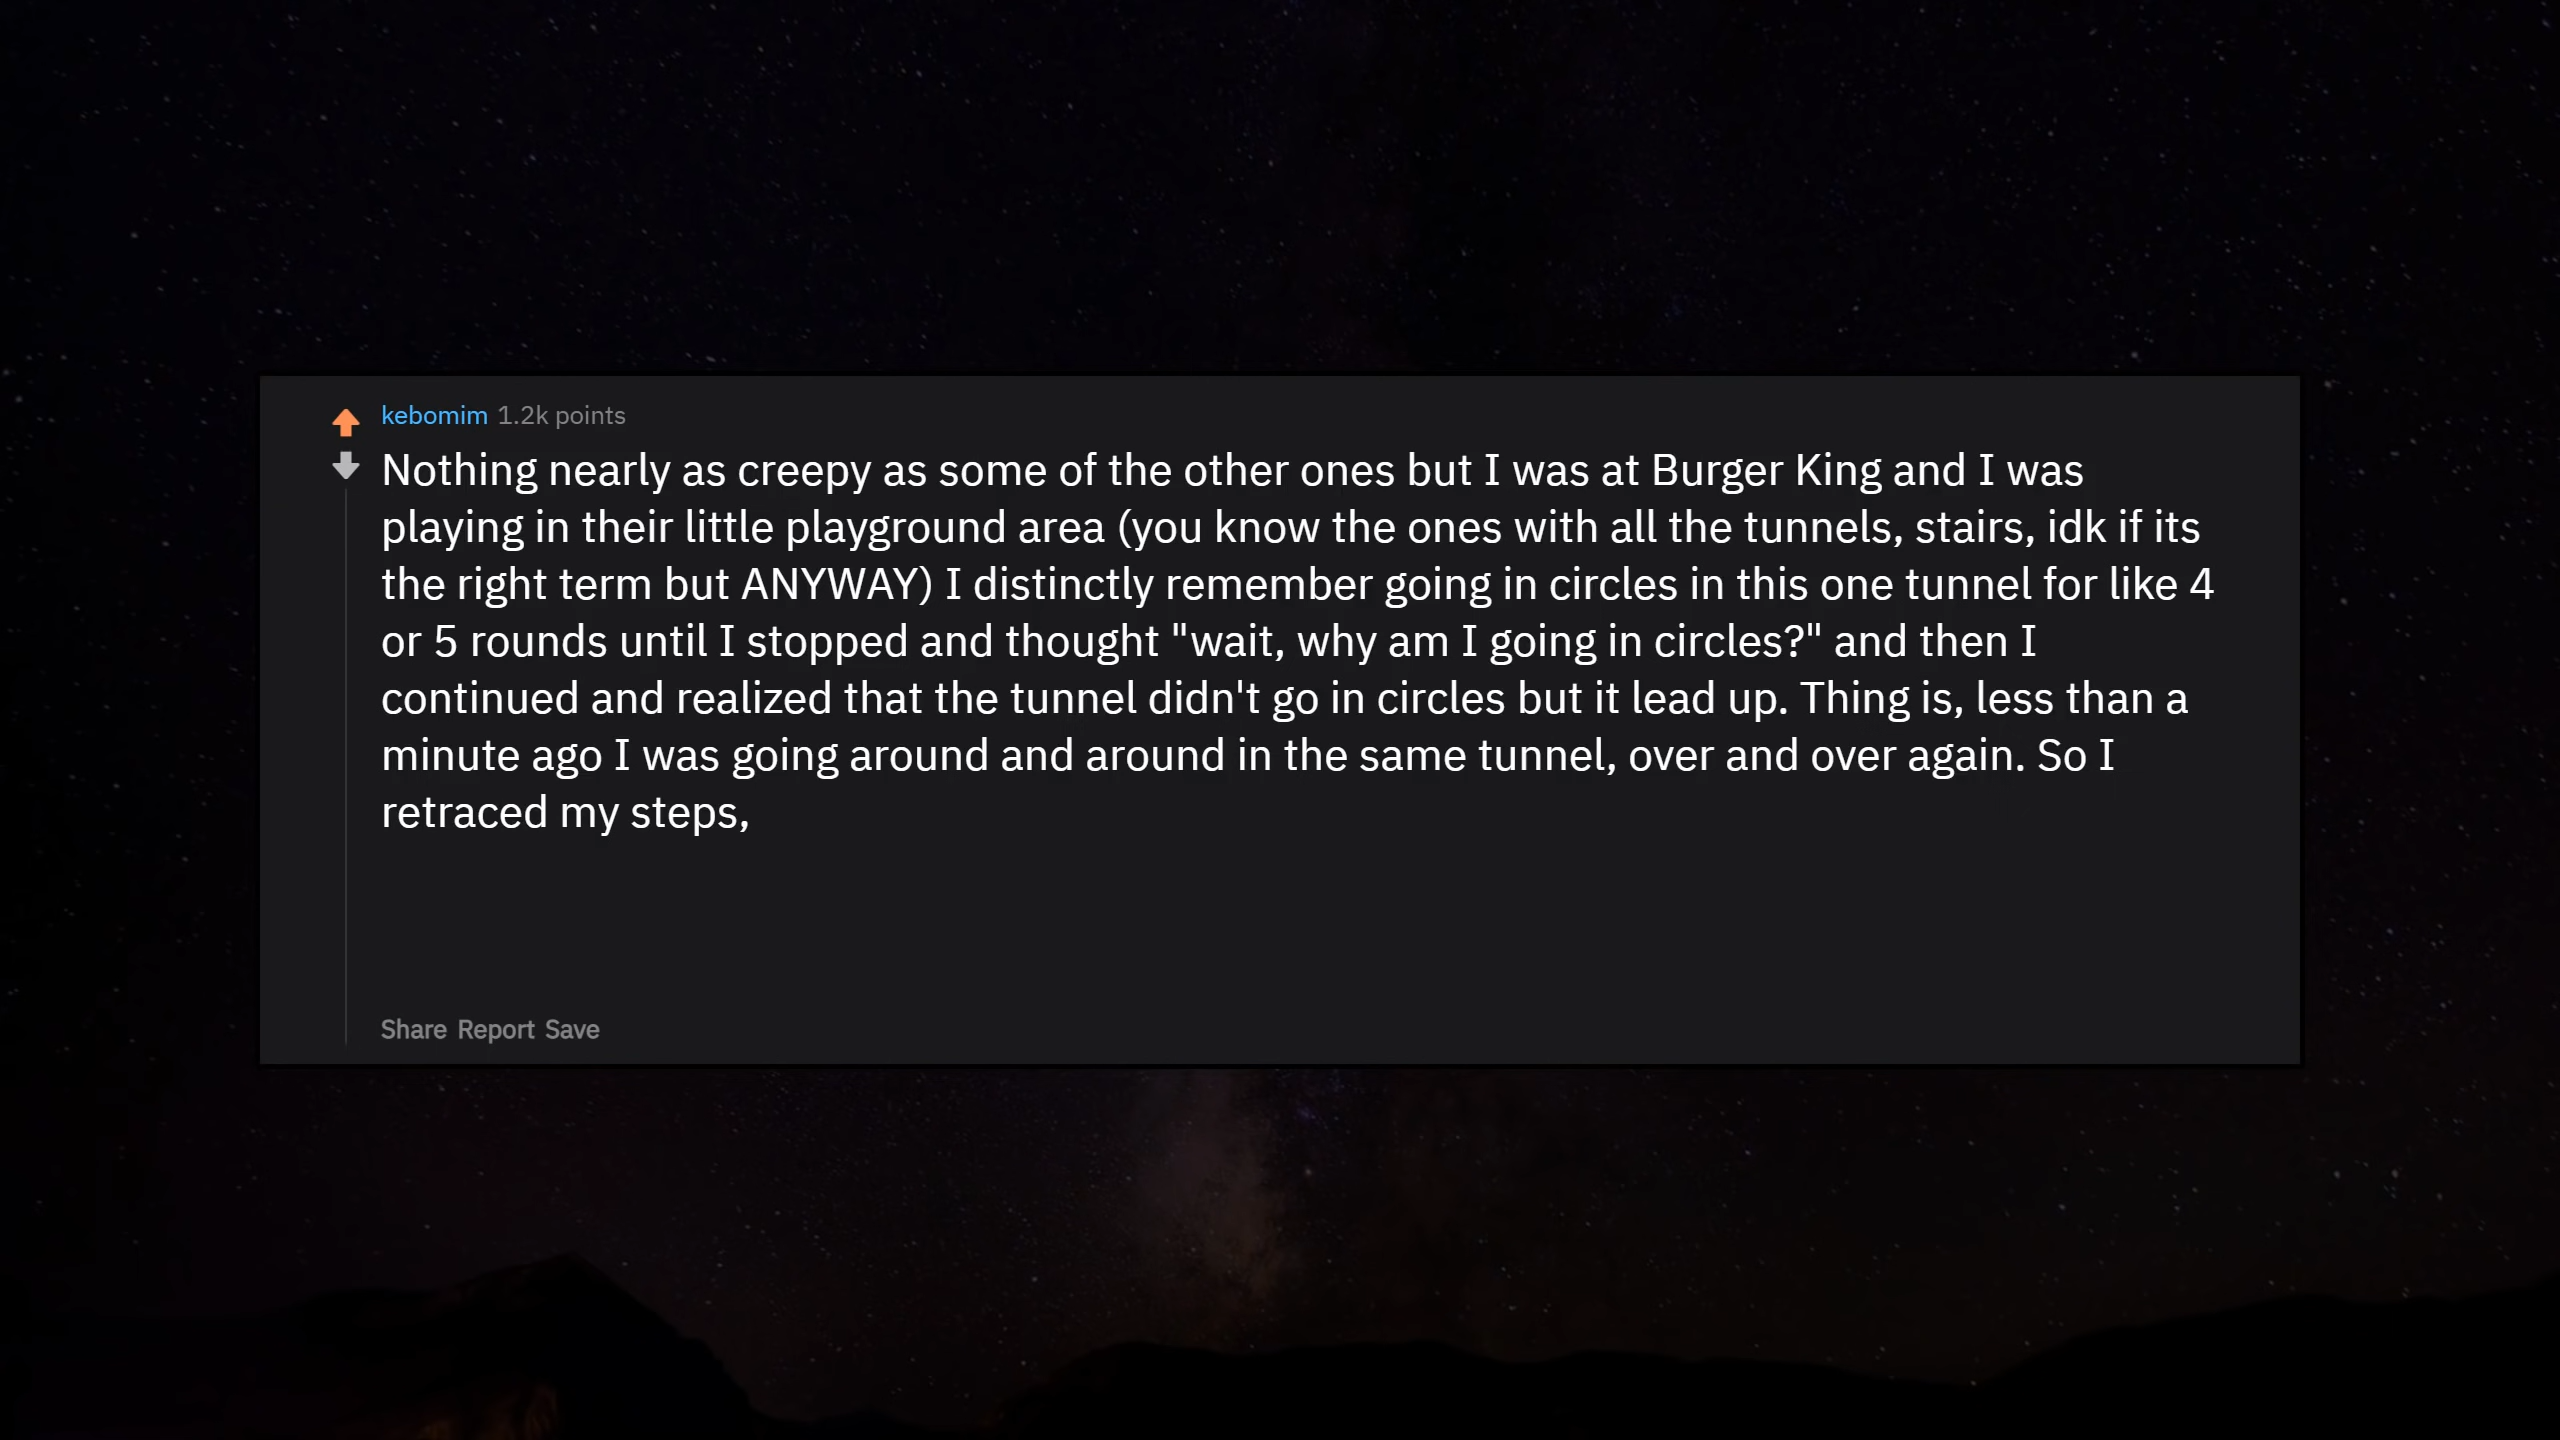 kebomim 1.2k points
Nothing nearly as creepy as some of the other ones but I was at Burger King and I was
playing in their little playground area (you know the ones with all the tunnels, stairs, idk if its
the right term but ANYWAY) I distinctly remember going in circles in this one tunnel for like 4
or 5 rounds until I stopped and thought "wait, why am I going in circles?" and then I
continued and realized that the tunnel didn't go in circles but it lead up. Thing is, less than a
minute ago I was going around and around in the same tunnel, over and over again. So I
retraced my steps,
Share Report Save